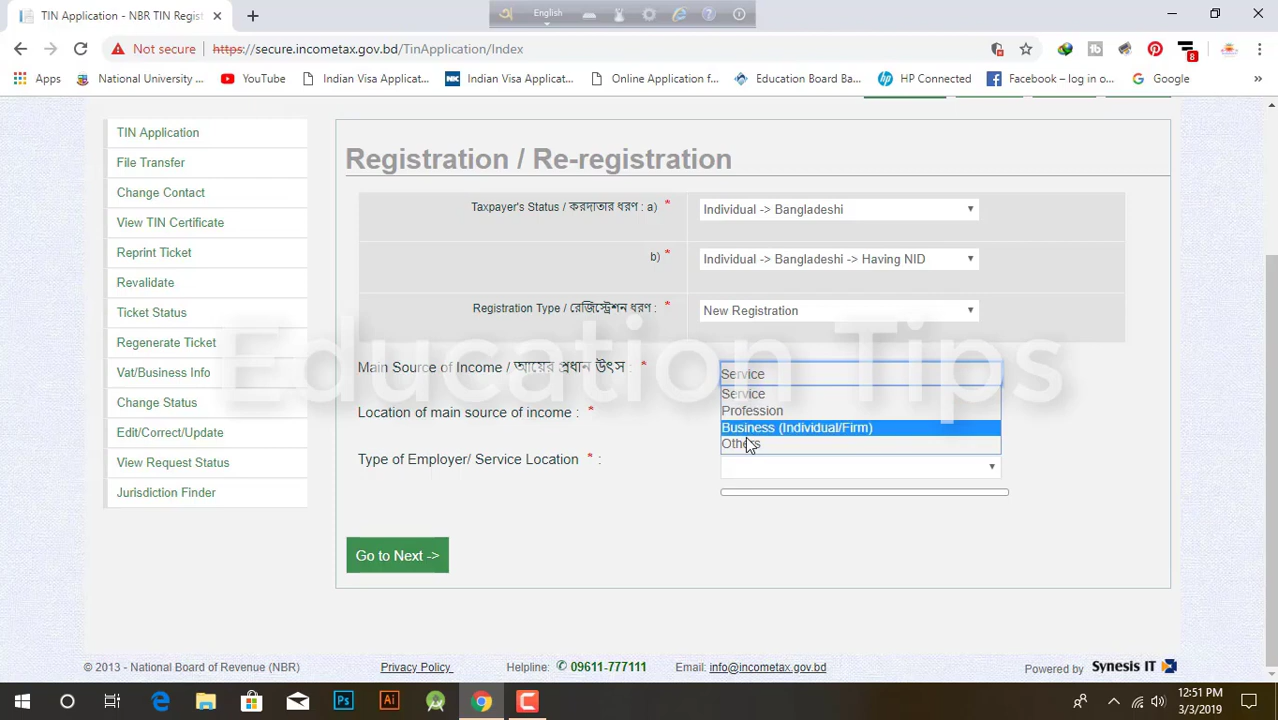 TIN Application - NBR TIN Regist
English
Not secure
https://secure.incometax.gov.bd/TinApplication/Index
8
Apps
National University ...
YouTube
Indian Visa Applicat...
Indian Visa Applicat...
Online Application f...
Education Board Ba...
HP Connected
Facebook – log in o...
Google
»
TIN Application
File Transfer
Change Contact
View TIN Certificate
Reprint Ticket
Revalidate
Ticket Status
Regenerate Ticket
Vat/Business Info
Change Status
Edit/Correct/Update
View Request Status
Jurisdiction Finder
Registration / Re-registration
Taxpayer's Status / করদাতার ধরণ : a) *
Individual -> Bangladeshi
b) *
Individual -> Bangladeshi -> Having NID
Registration Type / রেজিস্ট্রেশন ধরণ : *
New Registration
Education Tips
Main Source of Income / আয়ের প্রধান উৎস : *
Service
Service
Profession
Business (Individual/Firm)
Others
Location of main source of income : *
Type of Employer/ Service Location * :
Go to Next ->
© 2013 - National Board of Revenue (NBR)
Privacy Policy
Helpline: 09611-777111
Email: info@incometax.gov.bd
Powered by Synesis IT
12:51 PM
3/3/2019